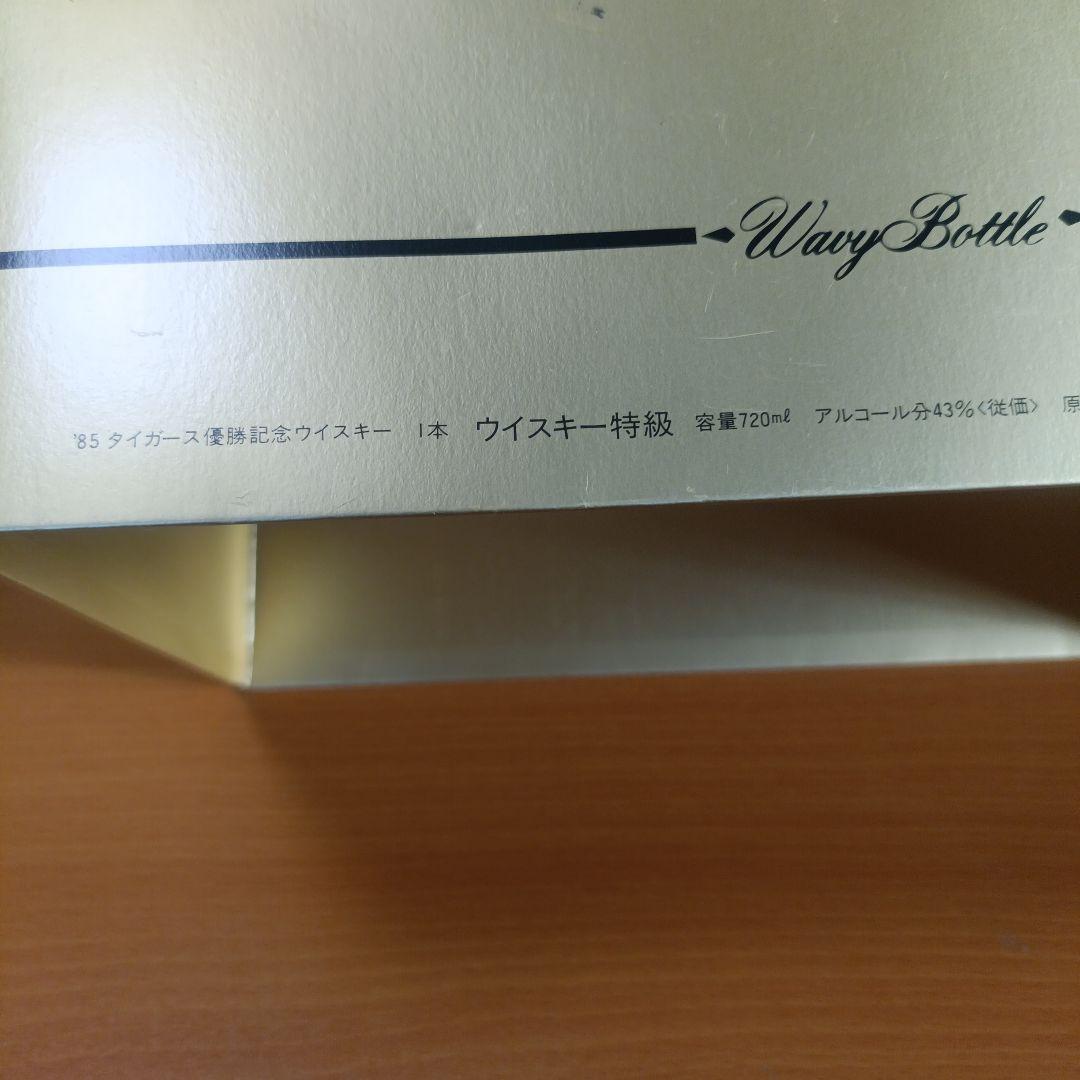 Wavy Bottle
'85 タイガース優勝記念ウイスキー 1本 ウイスキー特級 容量720ml アルコール分43%<従価> 原